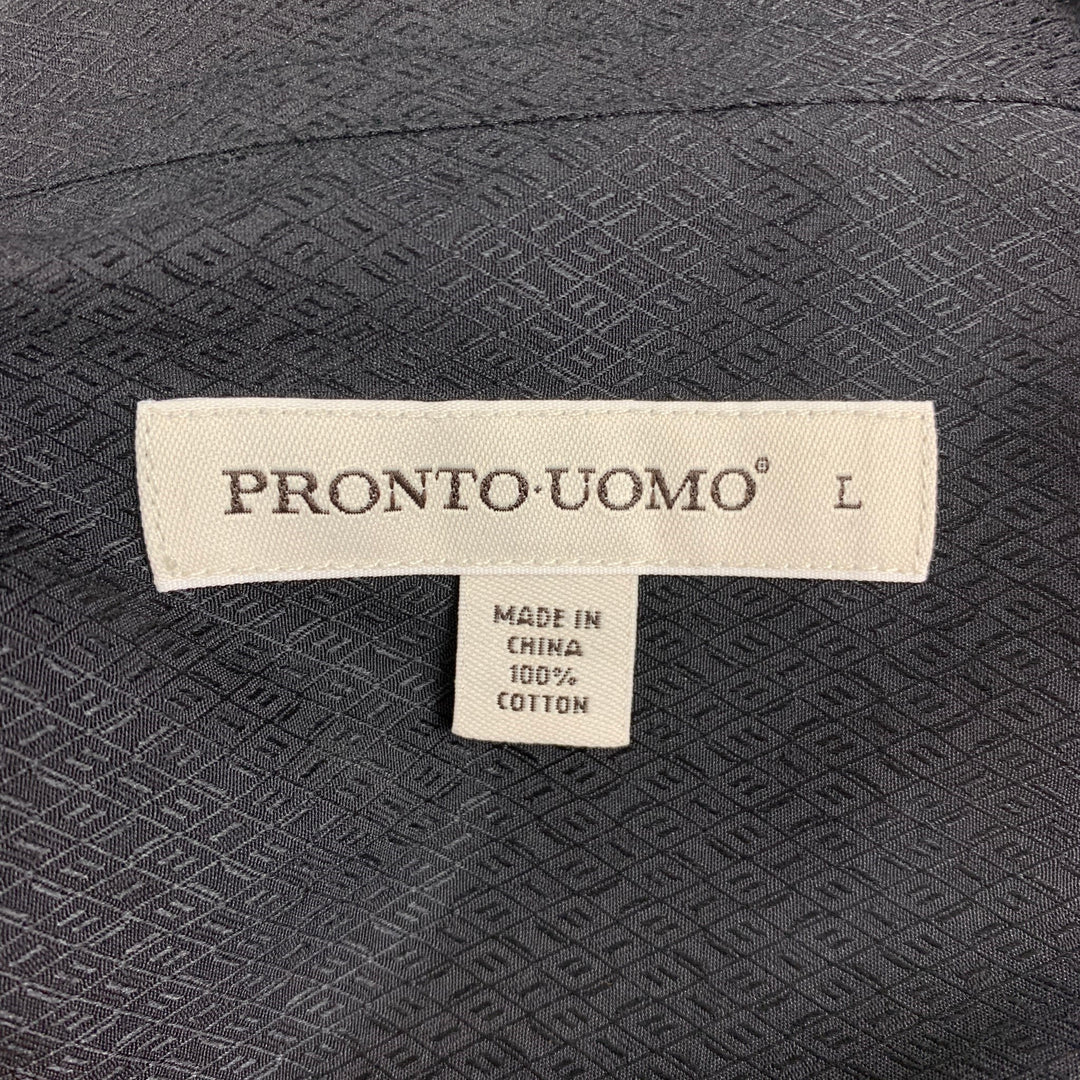 PRONTO·UOMO® L
MADE IN
CHINA
100%
COTTON